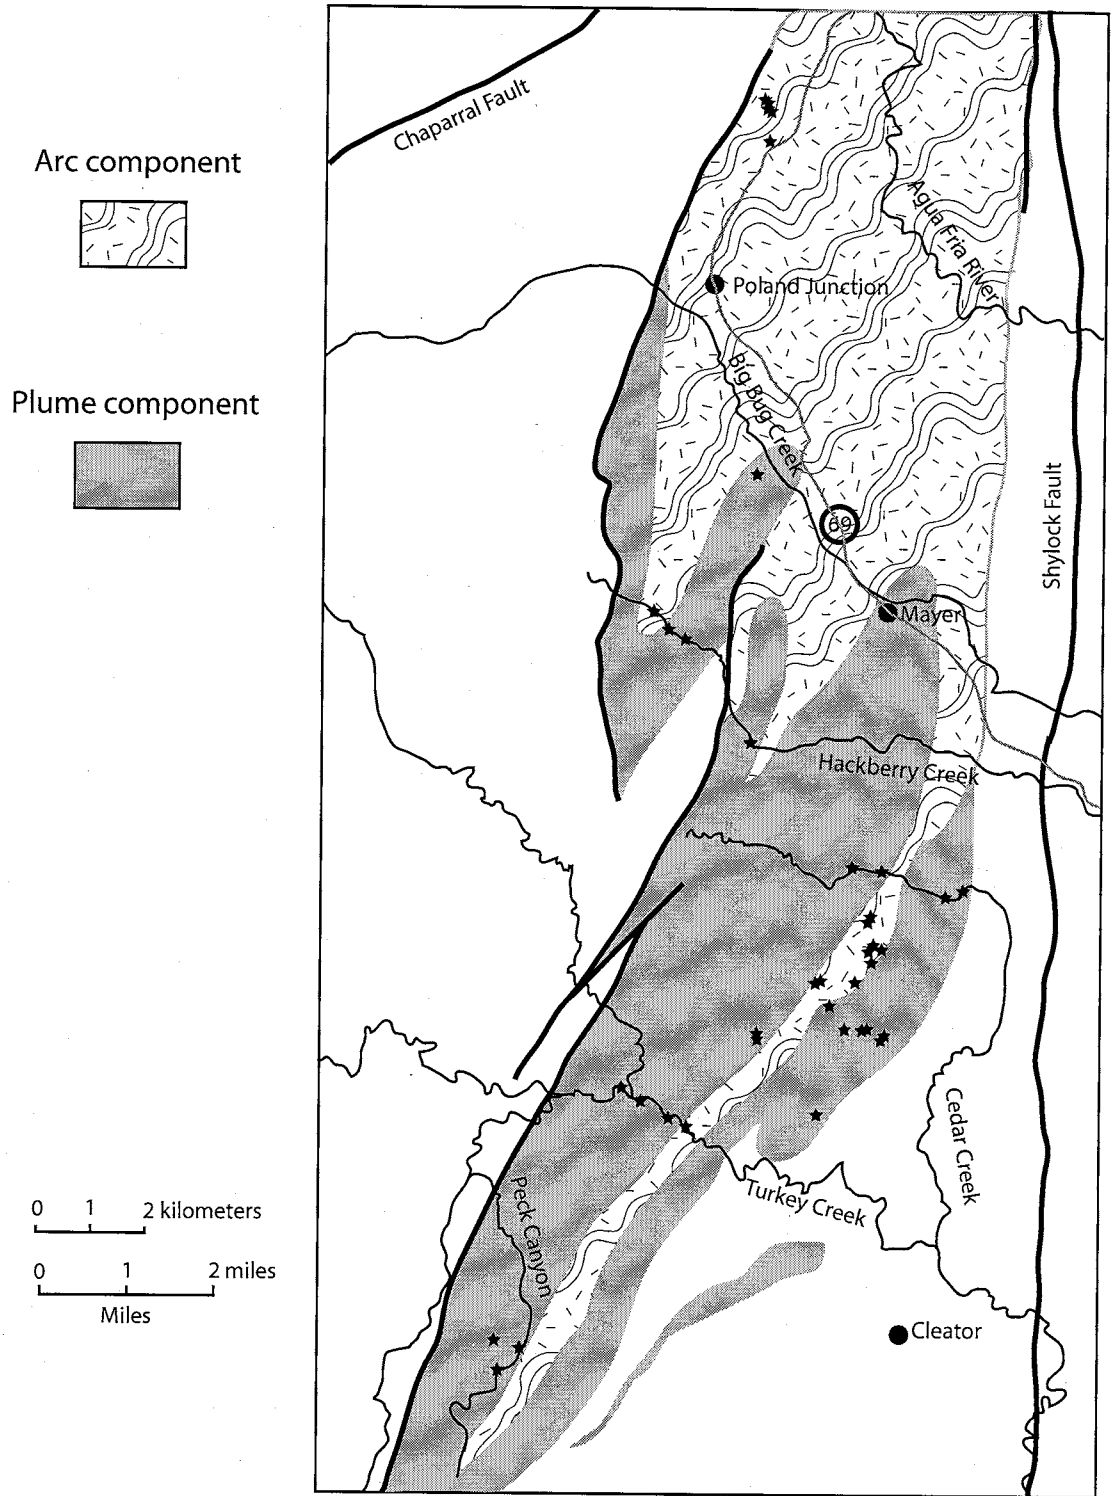 Chaparral Fault
Arc component
Agua Fria River
Poland Junction
Big Bug Creek
Plume component
69
Shylock Fault
Mayer
Hackberry Creek
Cedar Creek
Turkey Creek
Peck Canyon
0 1 2 kilometers
0 1 2 miles
Miles
Cleator